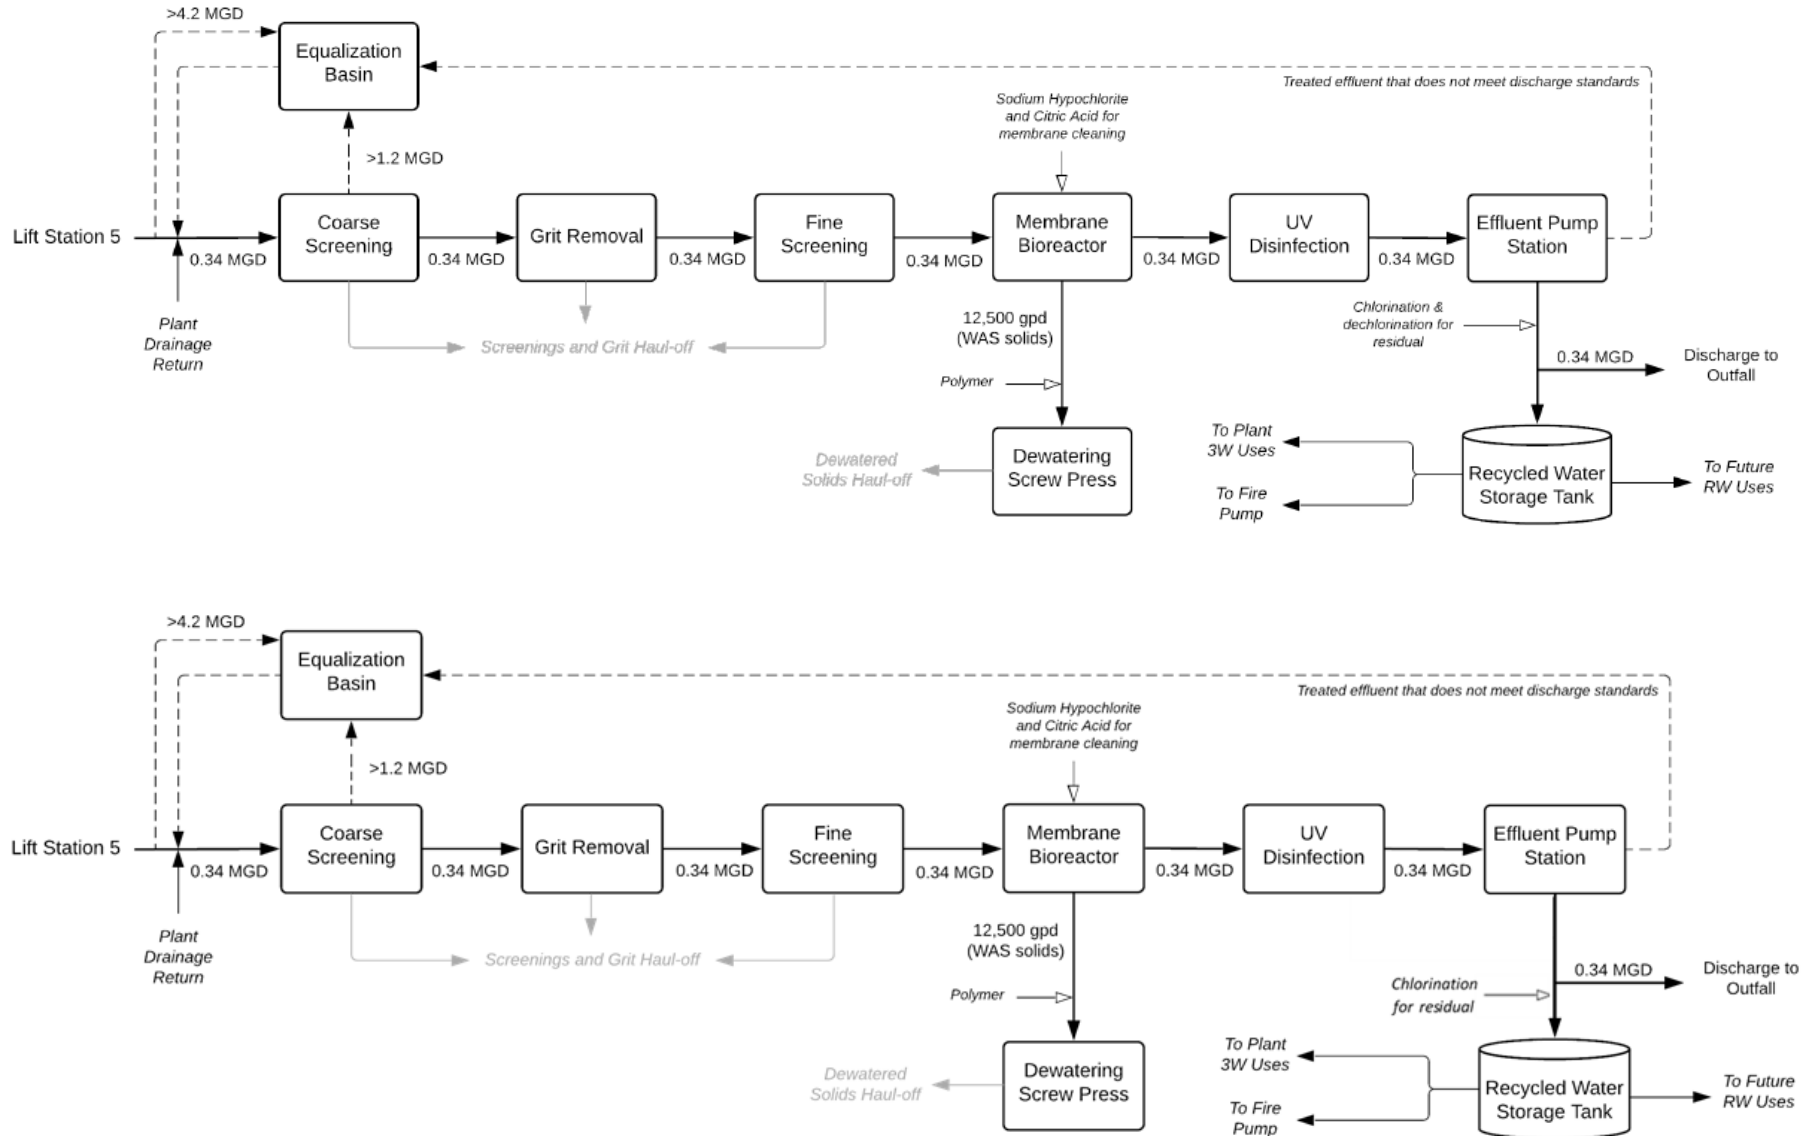 >4.2 MGD
Equalization
Basin
Treated effluent that does not meet discharge standards
Sodium Hypochlorite
and Citric Acid for
membrane cleaning
>1.2 MGD
Lift Station 5
0.34 MGD
Coarse
Screening
0.34 MGD
Grit Removal
0.34 MGD
Fine
Screening
0.34 MGD
Membrane
Bioreactor
0.34 MGD
UV
Disinfection
0.34 MGD
Effluent Pump
Station
Plant
Drainage
Return
Screenings and Grit Haul-off
12,500 gpd
(WAS solids)
Polymer
Chlorination &
dechlorination for
residual
0.34 MGD
Discharge to
Outfall
Dewatered
Solids Haul-off
Dewatering
Screw Press
To Plant
3W Uses
To Fire
Pump
Recycled Water
Storage Tank
To Future
RW Uses
>4.2 MGD
Equalization
Basin
Treated effluent that does not meet discharge standards
Sodium Hypochlorite
and Citric Acid for
membrane cleaning
>1.2 MGD
Lift Station 5
0.34 MGD
Coarse
Screening
0.34 MGD
Grit Removal
0.34 MGD
Fine
Screening
0.34 MGD
Membrane
Bioreactor
0.34 MGD
UV
Disinfection
0.34 MGD
Effluent Pump
Station
Plant
Drainage
Return
Screenings and Grit Haul-off
12,500 gpd
(WAS solids)
Polymer
Chlorination
for residual
0.34 MGD
Discharge to
Outfall
Dewatered
Solids Haul-off
Dewatering
Screw Press
To Plant
3W Uses
To Fire
Pump
Recycled Water
Storage Tank
To Future
RW Uses